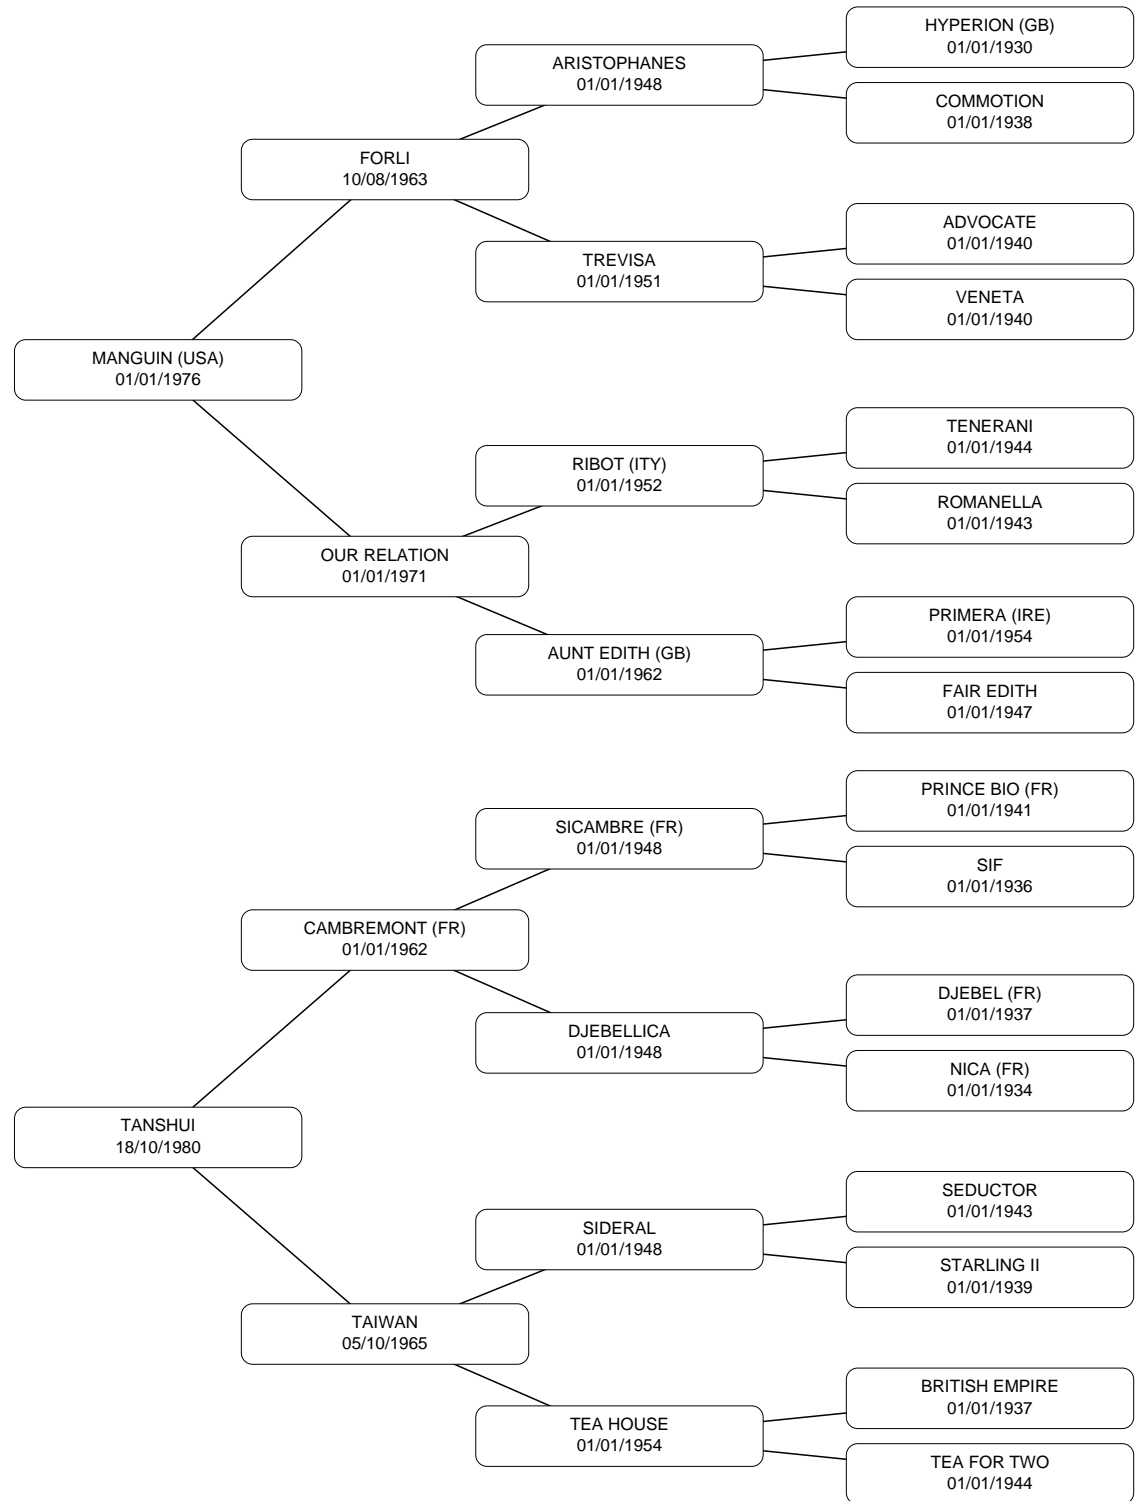 HYPERION (GB)
01/01/1930
ARISTOPHANES
01/01/1948
COMMOTION
01/01/1938
FORLI
10/08/1963
ADVOCATE
01/01/1940
TREVISA
01/01/1951
VENETA
01/01/1940
MANGUIN (USA)
01/01/1976
TENERANI
01/01/1944
RIBOT (ITY)
01/01/1952
ROMANELLA
01/01/1943
OUR RELATION
01/01/1971
PRIMERA (IRE)
01/01/1954
AUNT EDITH (GB)
01/01/1962
FAIR EDITH
01/01/1947
PRINCE BIO (FR)
01/01/1941
SICAMBRE (FR)
01/01/1948
SIF
01/01/1936
CAMBREMONT (FR)
01/01/1962
DJEBEL (FR)
01/01/1937
DJEBELLICA
01/01/1948
NICA (FR)
01/01/1934
TANSHUI
18/10/1980
SEDUCTOR
01/01/1943
SIDERAL
01/01/1948
STARLING II
01/01/1939
TAIWAN
05/10/1965
BRITISH EMPIRE
01/01/1937
TEA HOUSE
01/01/1954
TEA FOR TWO
01/01/1944